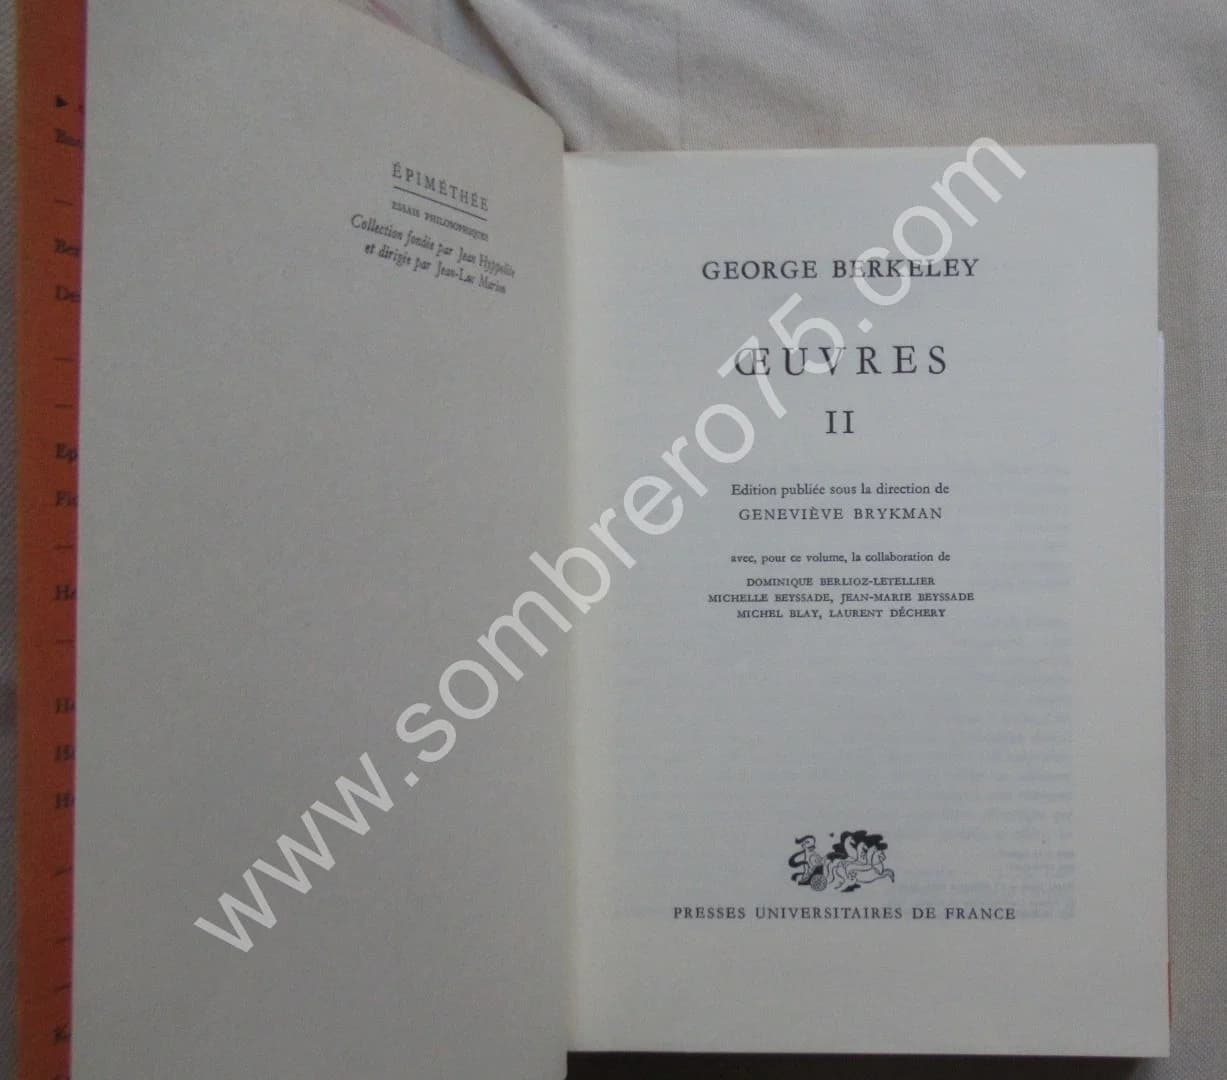 ÉPIMÉTHÉE
ESSAIS PHILOSOPHIQUES
Collection fondée par Jean Hyppolite
et dirigée par Jean-Luc Marion
GEORGE BERKELEY
ŒUVRES
II
Edition publiée sous la direction de
GENEVIÈVE BRYKMAN
avec, pour ce volume, la collaboration de
DOMINIQUE BERLIOZ-LETELLIER
MICHELLE BEYSSADE, JEAN-MARIE BEYSSADE
MICHEL BLAY, LAURENT DÉCHERY
PRESSES UNIVERSITAIRES DE FRANCE
www.sombrero75.com